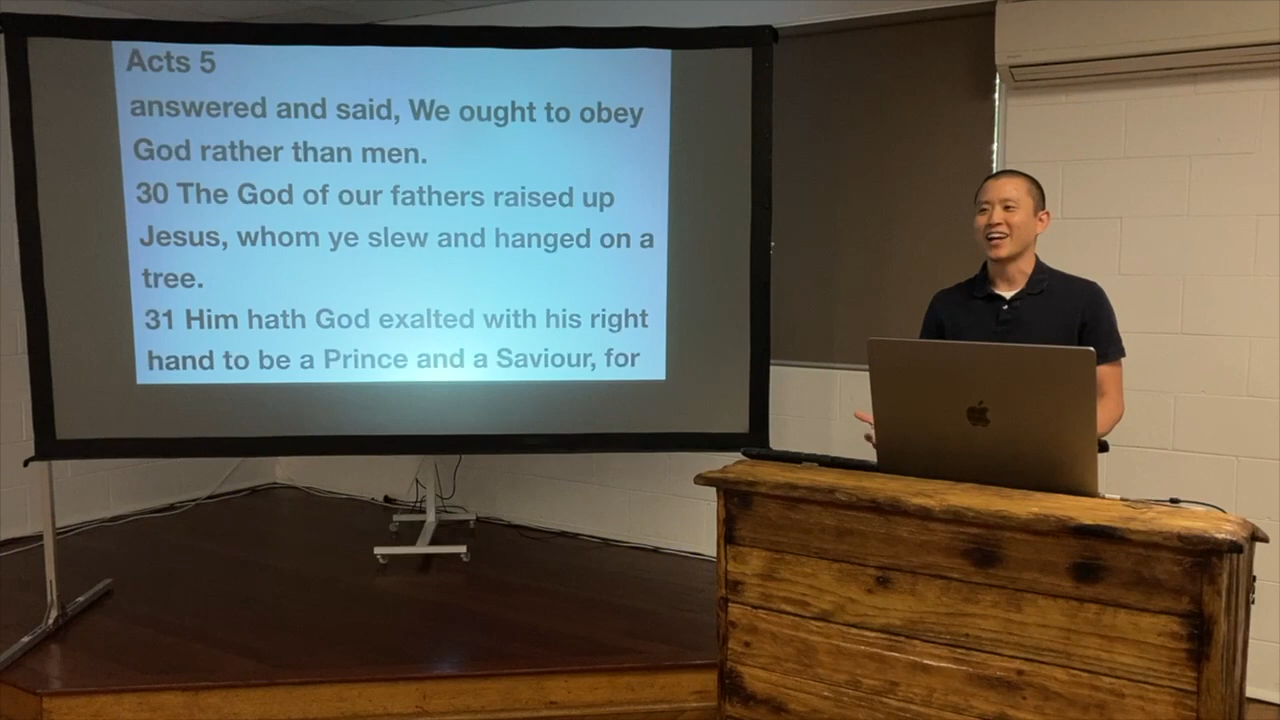 Acts 5
answered and said, We ought to obey
God rather than men.
30 The God of our fathers raised up
Jesus, whom ye slew and hanged on a
tree.
31 Him hath God exalted with his right
hand to be a Prince and a Saviour, for